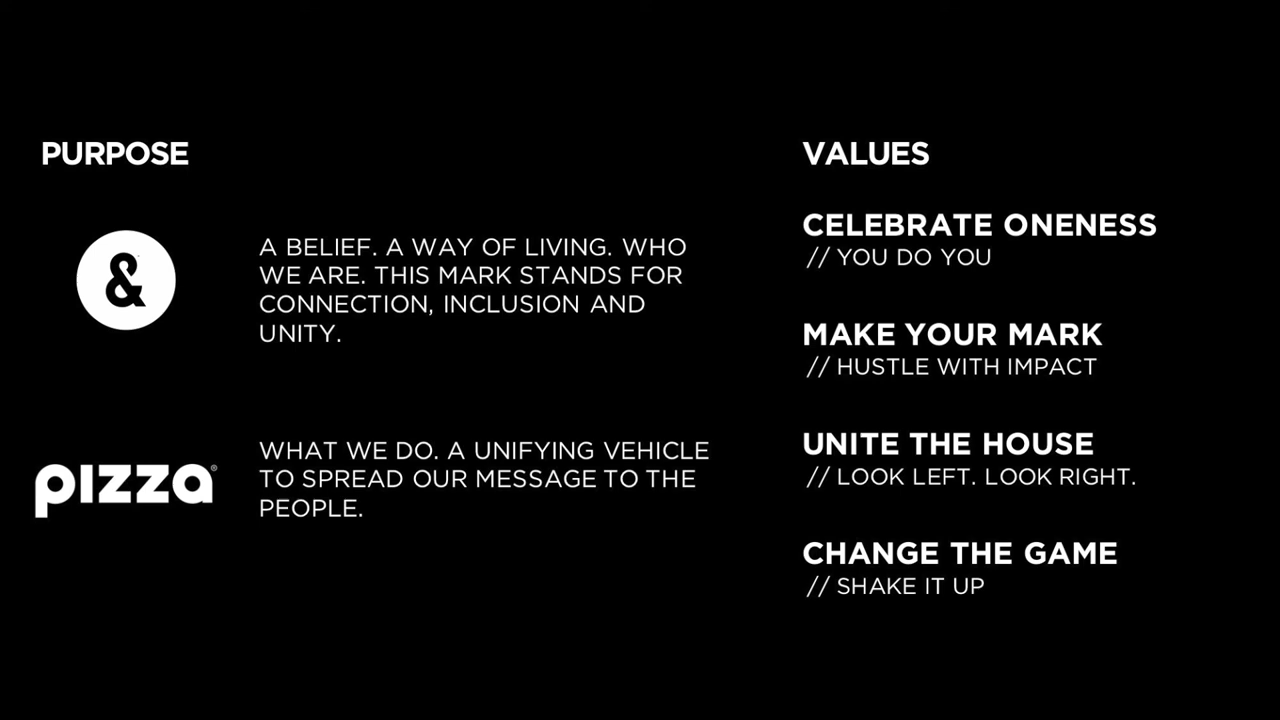 PURPOSE
&
A BELIEF. A WAY OF LIVING. WHO
WE ARE. THIS MARK STANDS FOR
CONNECTION, INCLUSION AND
UNITY.
pizza®
WHAT WE DO. A UNIFYING VEHICLE
TO SPREAD OUR MESSAGE TO THE
PEOPLE.
VALUES
CELEBRATE ONENESS
// YOU DO YOU
MAKE YOUR MARK
// HUSTLE WITH IMPACT
UNITE THE HOUSE
// LOOK LEFT. LOOK RIGHT.
CHANGE THE GAME
// SHAKE IT UP